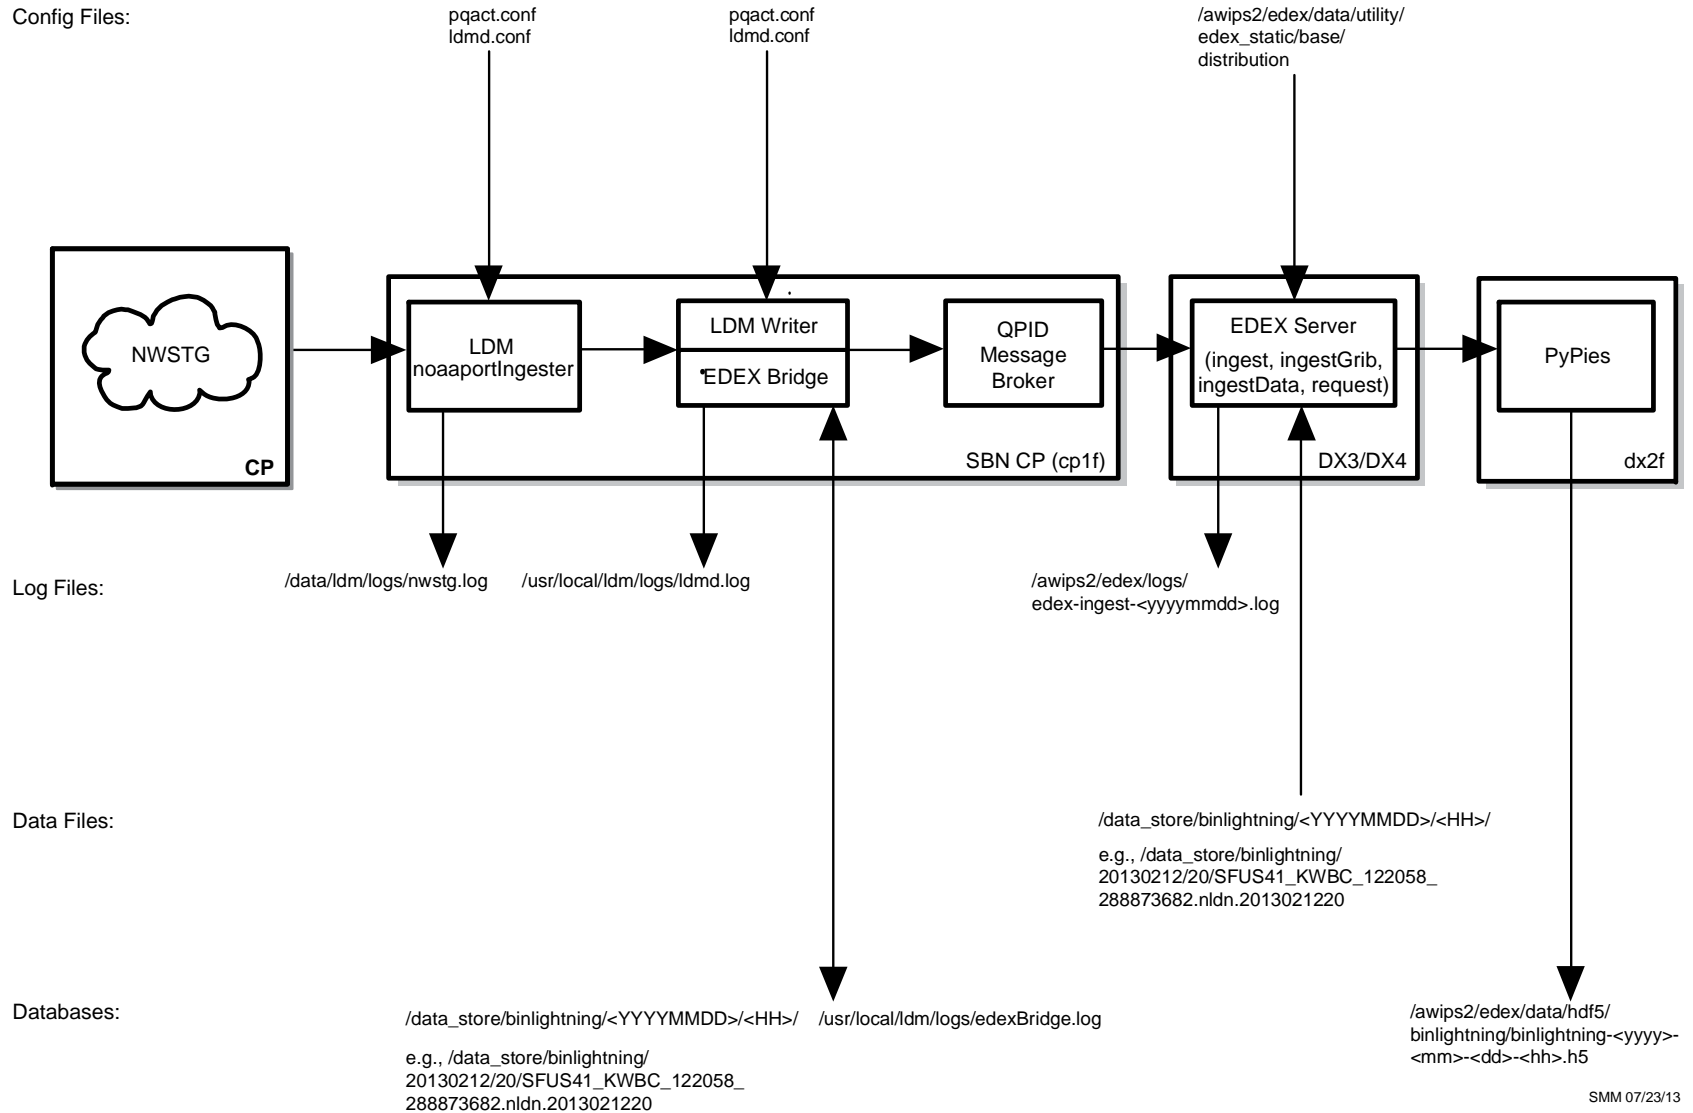 Config Files:
pqact.conf
ldmd.conf
pqact.conf
ldmd.conf
/awips2/edex/data/utility/
edex_static/base/
distribution
NWSTG
CP
LDM
noaaportIngester
LDM Writer
EDEX Bridge
QPID
Message
Broker
SBN CP (cp1f)
EDEX Server
(ingest, ingestGrib,
ingestData, request)
DX3/DX4
PyPies
dx2f
Log Files:
/data/ldm/logs/nwstg.log
/usr/local/ldm/logs/ldmd.log
/awips2/edex/logs/
edex-ingest-<yyyymmdd>.log
Data Files:
/data_store/binlightning/<YYYYMMDD>/<HH>/
e.g., /data_store/binlightning/
20130212/20/SFUS41_KWBC_122058_
288873682.nldn.2013021220
Databases:
/data_store/binlightning/<YYYYMMDD>/<HH>/
e.g., /data_store/binlightning/
20130212/20/SFUS41_KWBC_122058_
288873682.nldn.2013021220
/usr/local/ldm/logs/edexBridge.log
/awips2/edex/data/hdf5/
binlightning/binlightning-<yyyy>-
<mm>-<dd>-<hh>.h5
SMM 07/23/13